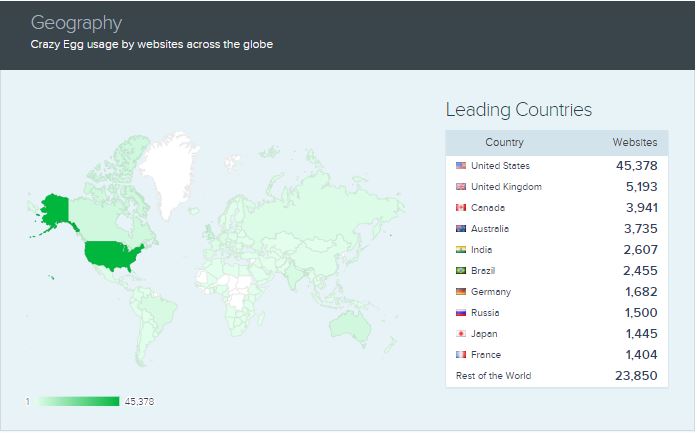 Geography
Crazy Egg usage by websites across the globe
Leading Countries
Country Websites
United States 45,378
United Kingdom 5,193
Canada 3,941
Australia 3,735
India 2,607
Brazil 2,455
Germany 1,682
Russia 1,500
Japan 1,445
France 1,404
Rest of the World 23,850
1 45,378